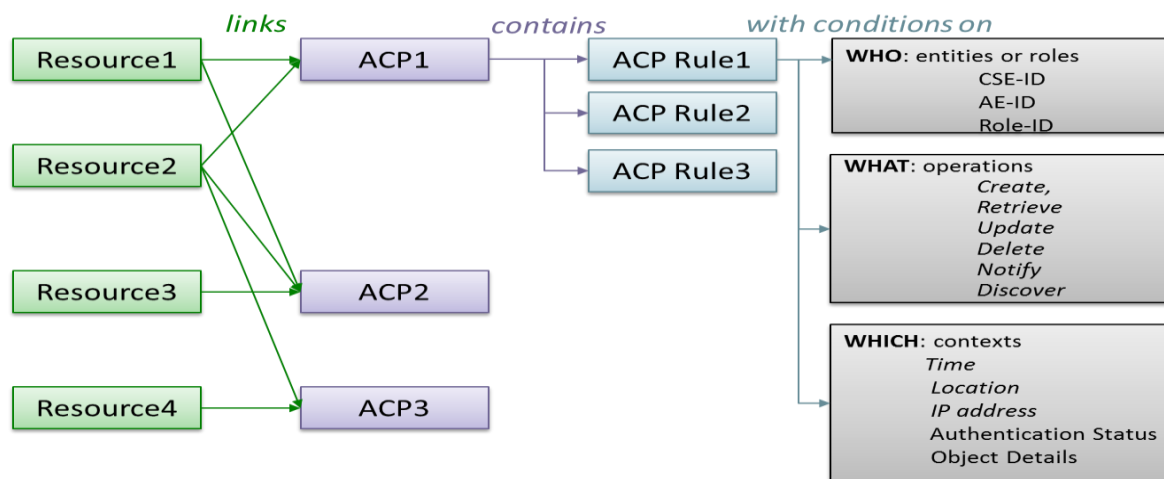 links
contains
with conditions on
Resource1
Resource2
Resource3
Resource4
ACP1
ACP2
ACP3
ACP Rule1
ACP Rule2
ACP Rule3
WHO: entities or roles
CSE-ID
AE-ID
Role-ID
WHAT: operations
Create,
Retrieve
Update
Delete
Notify
Discover
WHICH: contexts
Time
Location
IP address
Authentication Status
Object Details